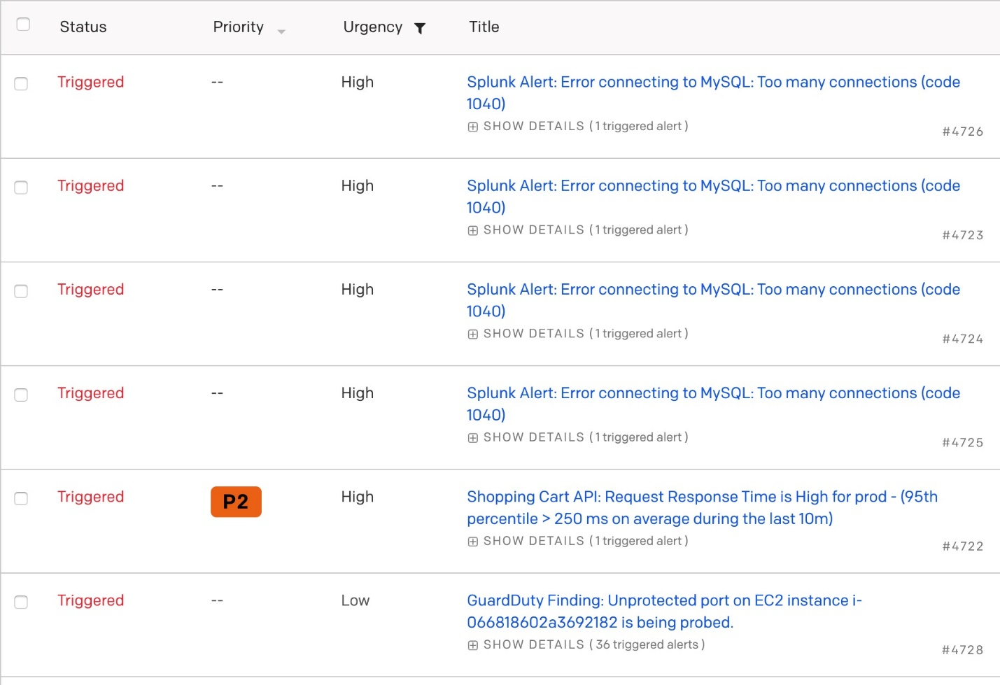 Status Priority Urgency Title
Triggered -- High Splunk Alert: Error connecting to MySQL: Too many connections (code
1040)
SHOW DETAILS (1 triggered alert)
#4726
Triggered -- High Splunk Alert: Error connecting to MySQL: Too many connections (code
1040)
SHOW DETAILS (1 triggered alert)
#4723
Triggered -- High Splunk Alert: Error connecting to MySQL: Too many connections (code
1040)
SHOW DETAILS (1 triggered alert)
#4724
Triggered -- High Splunk Alert: Error connecting to MySQL: Too many connections (code
1040)
SHOW DETAILS (1 triggered alert)
#4725
Triggered P2 High Shopping Cart API: Request Response Time is High for prod - (95th
percentile > 250 ms on average during the last 10m)
SHOW DETAILS (1 triggered alert)
#4722
Triggered -- Low GuardDuty Finding: Unprotected port on EC2 instance i-
066818602a3692182 is being probed.
SHOW DETAILS (36 triggered alerts)
#4728